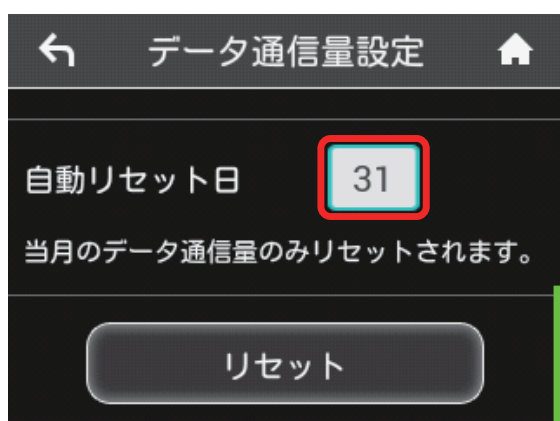 データ通信量設定
自動リセット日 31
当月のデータ通信量のみリセットされます。
リセット